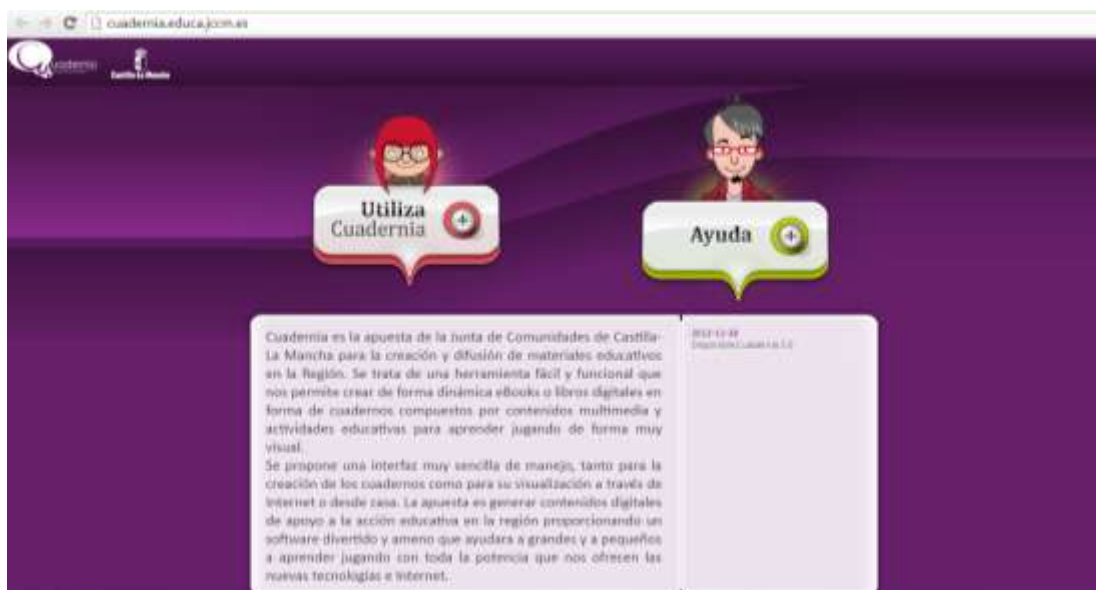 cuadernia.educa.jccm.es
Cuadernia
Castilla-La Mancha
Utiliza
Cuadernia
Ayuda
Cuadernia es la apuesta de la Junta de Comunidades de Castilla-
La Mancha para la creación y difusión de materiales educativos
en la Región. Se trata de una herramienta fácil y funcional que
nos permite crear de forma dinámica eBooks o libros digitales en
forma de cuadernos compuestos por contenidos multimedia y
actividades educativas para aprender jugando de forma muy
visual.
Se propone una interfaz muy sencilla de manejo, tanto para la
creación de los cuadernos como para su visualización a través de
Internet o desde casa. La apuesta es generar contenidos digitales
de apoyo a la acción educativa en la región proporcionando un
software divertido y ameno que ayudara a grandes y a pequeños
a aprender jugando con toda la potencia que nos ofrecen las
nuevas tecnologías e Internet.